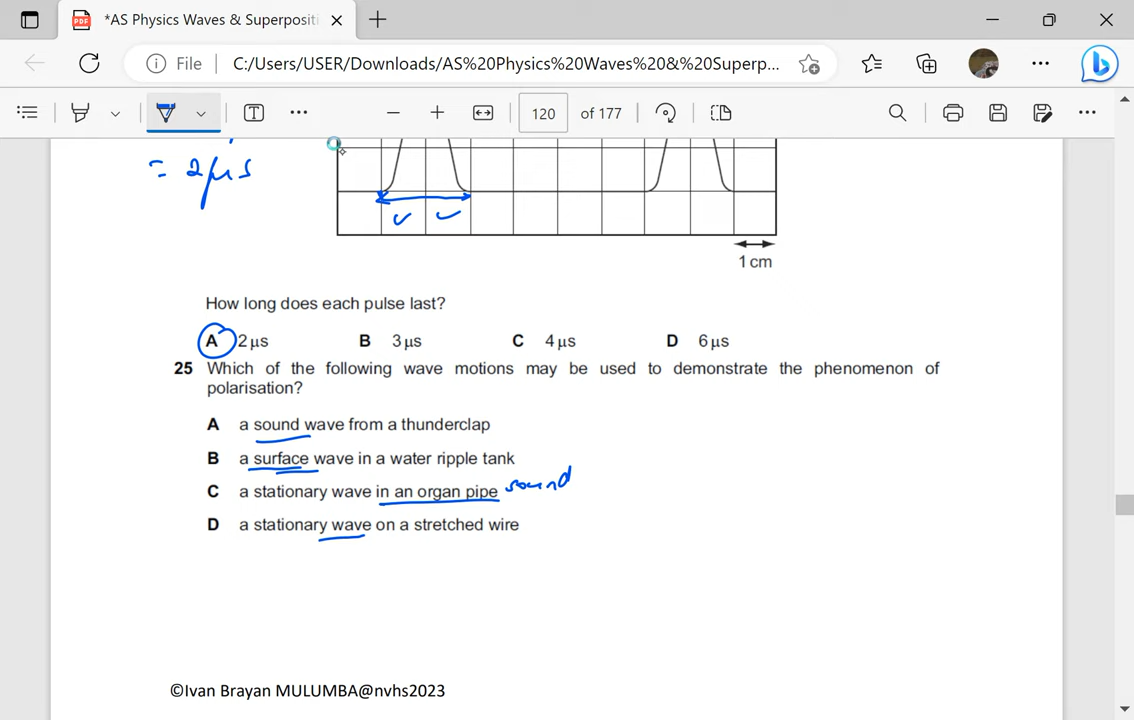 *AS Physics Waves & Superpositi
File
C:/Users/USER/Downloads/AS%20Physics%20Waves%20&%20Superp...
120 of 177
= 2μs
1 cm
How long does each pulse last?
A 2 μs B 3 μs C 4 μs D 6 μs
25 Which of the following wave motions may be used to demonstrate the phenomenon of
polarisation?
A a sound wave from a thunderclap
B a surface wave in a water ripple tank
C a stationary wave in an organ pipe sound
D a stationary wave on a stretched wire
©Ivan Brayan MULUMBA@nvhs2023